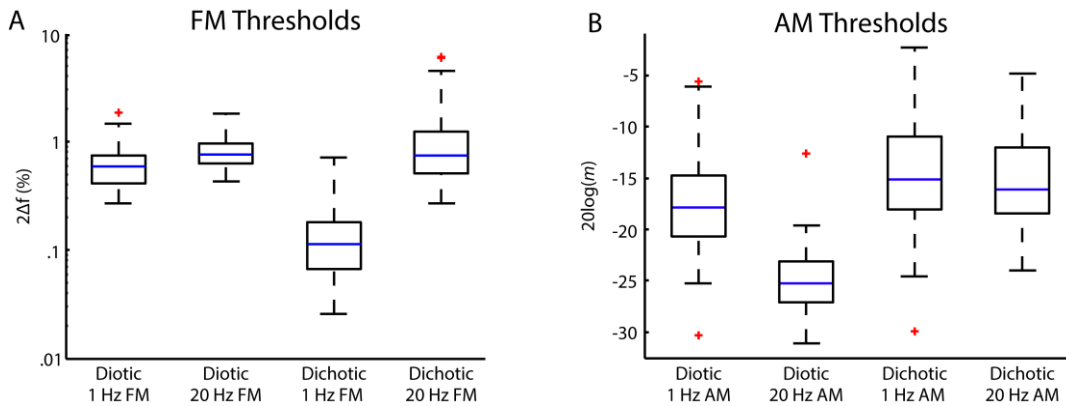 A
FM Thresholds
10
1
.1
.01
2Δf (%)
Diotic
1 Hz FM
Diotic
20 Hz FM
Dichotic
1 Hz FM
Dichotic
20 Hz FM
B
AM Thresholds
-5
-10
-15
-20
-25
-30
20log(m)
Diotic
1 Hz AM
Diotic
20 Hz AM
Dichotic
1 Hz AM
Dichotic
20 Hz AM